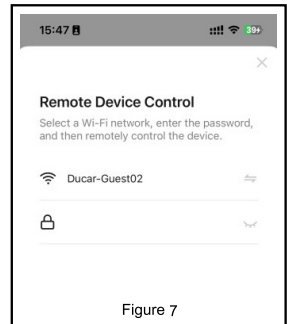 15:47
39
Remote Device Control
Select a Wi-Fi network, enter the password,
and then remotely control the device.
Ducar-Guest02
Figure 7